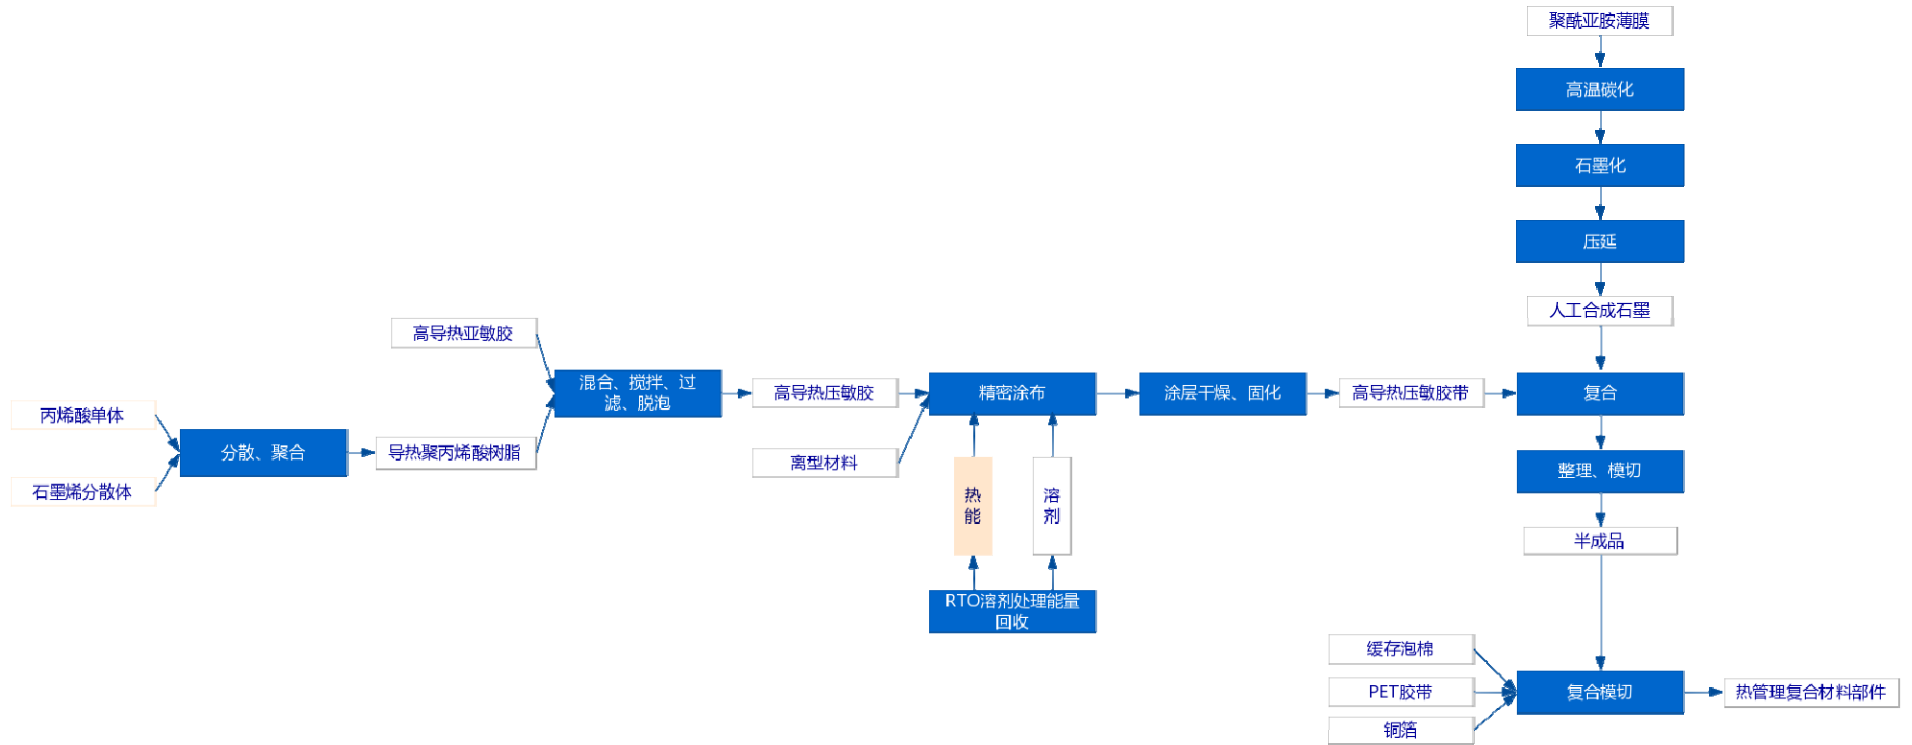 聚酰亚胺薄膜
高温碳化
石墨化
压延
人工合成石墨
高导热亚敏胶
混合、搅拌、过
滤、脱泡
高导热压敏胶
精密涂布
涂层干燥、固化
高导热压敏胶带
复合
丙烯酸单体
分散、聚合
导热聚丙烯酸树脂
石墨烯分散体
离型材料
热
能
溶
剂
RTO溶剂处理能量
回收
整理、模切
半成品
缓存泡棉
PET胶带
铜箔
复合模切
热管理复合材料部件